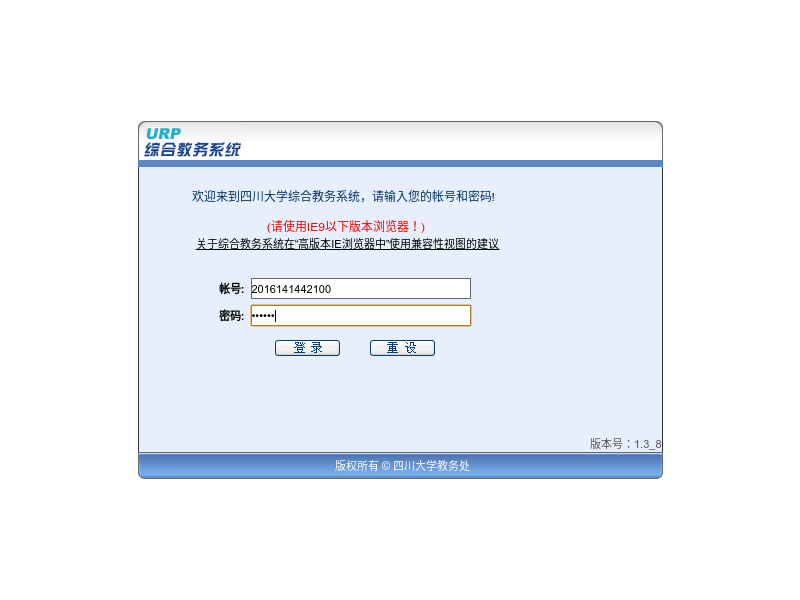 URP
综合教务系统
欢迎来到四川大学综合教务系统，请输入您的帐号和密码!
(请使用IE9以下版本浏览器！)
关于综合教务系统在"高版本IE浏览器中"使用兼容性视图的建议
帐号: 2016141442100
密码: ••••••
登 录 重 设
版本号：1.3_8
版权所有 © 四川大学教务处